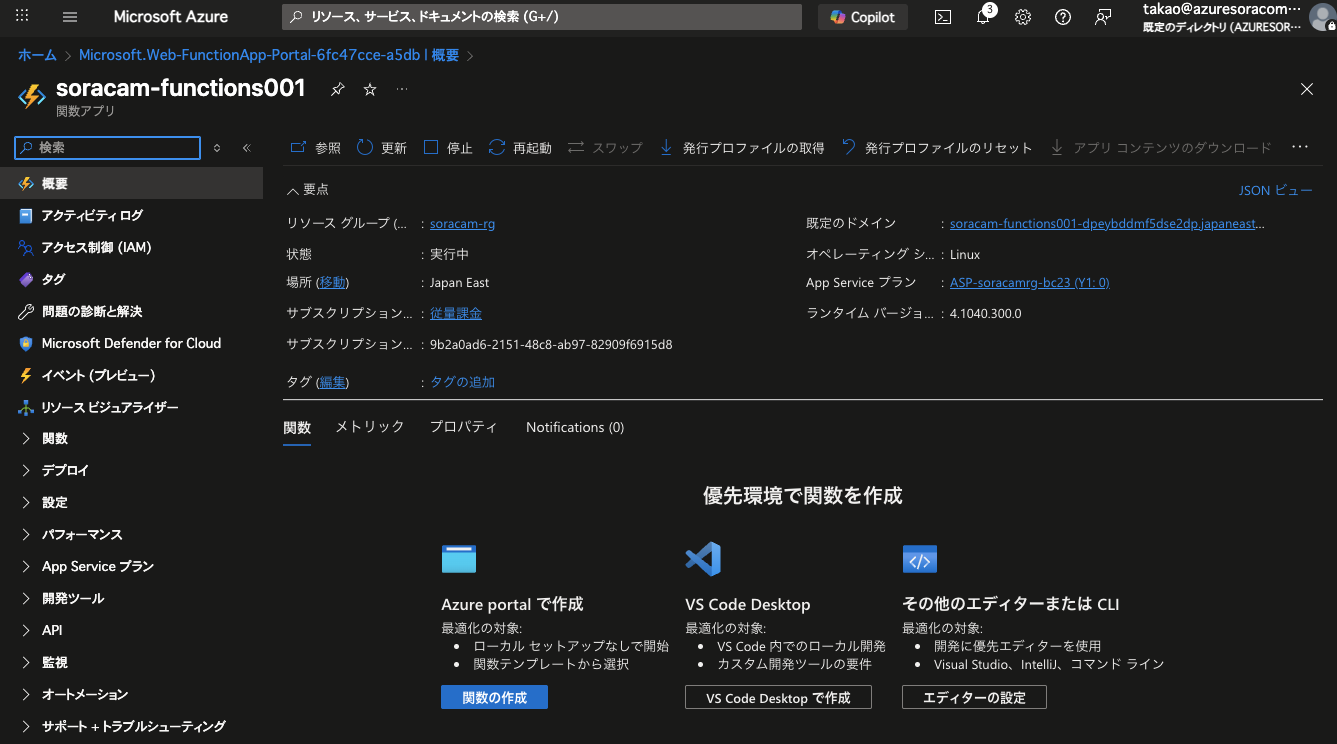 Microsoft Azure
リソース、サービス、ドキュメントの検索 (G+/)
Copilot
3
takao@azuresoracom…
既定のディレクトリ (AZURESOR…
ホーム > Microsoft.Web-FunctionApp-Portal-6fc47cce-a5db | 概要 >
soracam-functions001
関数アプリ
検索
参照 更新 停止 再起動 スワップ 発行プロファイルの取得 発行プロファイルのリセット アプリ コンテンツのダウンロード …
概要
アクティビティ ログ
アクセス制御 (IAM)
タグ
問題の診断と解決
Microsoft Defender for Cloud
イベント (プレビュー)
リソース ビジュアライザー
関数
デプロイ
設定
パフォーマンス
App Service プラン
開発ツール
API
監視
オートメーション
サポート + トラブルシューティング
要点
JSON ビュー
リソース グループ (... : soracam-rg
状態 : 実行中
場所 (移動) : Japan East
サブスクリプション... : 従量課金
サブスクリプション... : 9b2a0ad6-2151-48c8-ab97-82909f6915d8
タグ (編集) : タグの追加
既定のドメイン : soracam-functions001-dpeybddmf5dse2dp.japaneast...
オペレーティング シ... : Linux
App Service プラン : ASP-soracamrg-bc23 (Y1: 0)
ランタイム バージョ... : 4.1040.300.0
関数 メトリック プロパティ Notifications (0)
優先環境で関数を作成
Azure portal で作成
最適化の対象:
• ローカル セットアップなしで開始
• 関数テンプレートから選択
関数の作成
VS Code Desktop
最適化の対象:
• VS Code 内でのローカル開発
• カスタム開発ツールの要件
VS Code Desktop で作成
その他のエディターまたは CLI
最適化の対象:
• 開発に優先エディターを使用
• Visual Studio、IntelliJ、コマンド ライン
エディターの設定